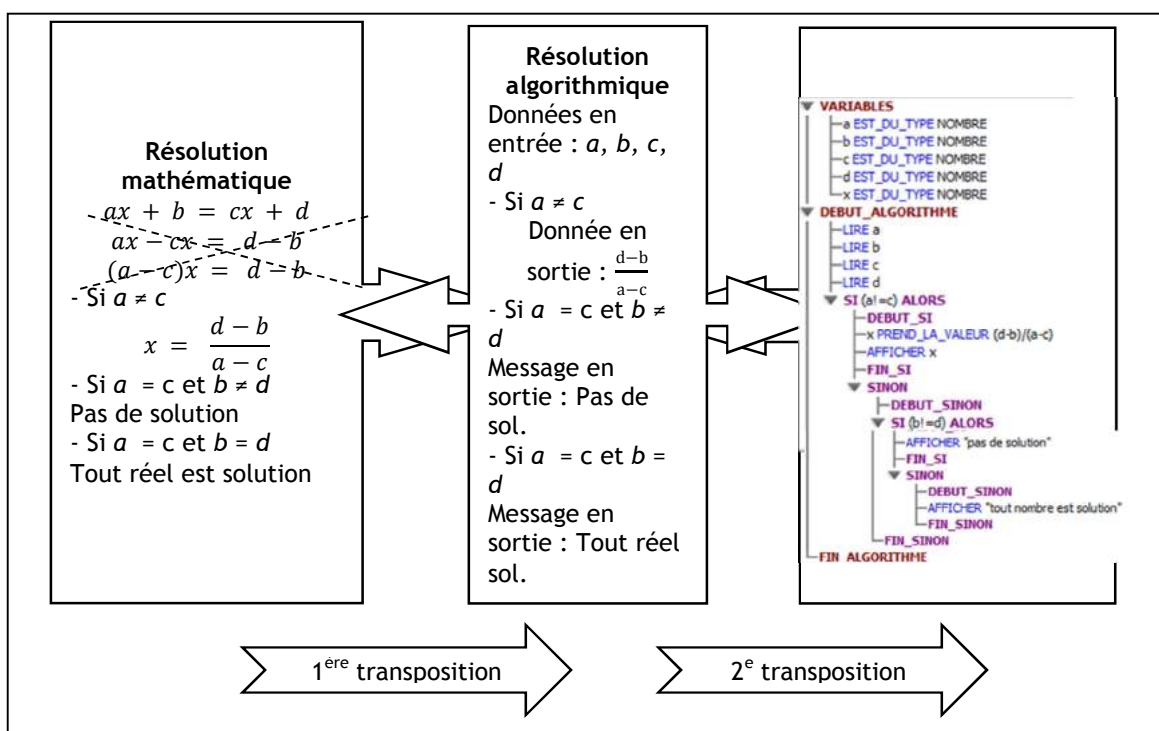 Résolution
mathématique
ax + b = cx + d
ax − cx = d − b
(a − c)x = d − b
- Si a ≠ c
x = \frac{d − b}{a − c}
- Si a = c et b ≠ d
Pas de solution
- Si a = c et b = d
Tout réel est solution
Résolution
algorithmique
Données en
entrée : a, b, c,
d
- Si a ≠ c
Donnée en
sortie : \frac{d−b}{a−c}
- Si a = c et b ≠
d
Message en
sortie : Pas de
sol.
- Si a = c et b =
d
Message en
sortie : Tout réel
sol.
VARIABLES
a EST_DU_TYPE NOMBRE
b EST_DU_TYPE NOMBRE
c EST_DU_TYPE NOMBRE
d EST_DU_TYPE NOMBRE
x EST_DU_TYPE NOMBRE
DEBUT_ALGORITHME
LIRE a
LIRE b
LIRE c
LIRE d
SI (a!=c) ALORS
DEBUT_SI
x PREND_LA_VALEUR (d-b)/(a-c)
AFFICHER x
FIN_SI
SINON
DEBUT_SINON
SI (b!=d) ALORS
AFFICHER "pas de solution"
FIN_SI
SINON
DEBUT_SINON
AFFICHER "tout nombre est solution"
FIN_SINON
FIN_SINON
FIN_ALGORITHME
1ère transposition
2e transposition